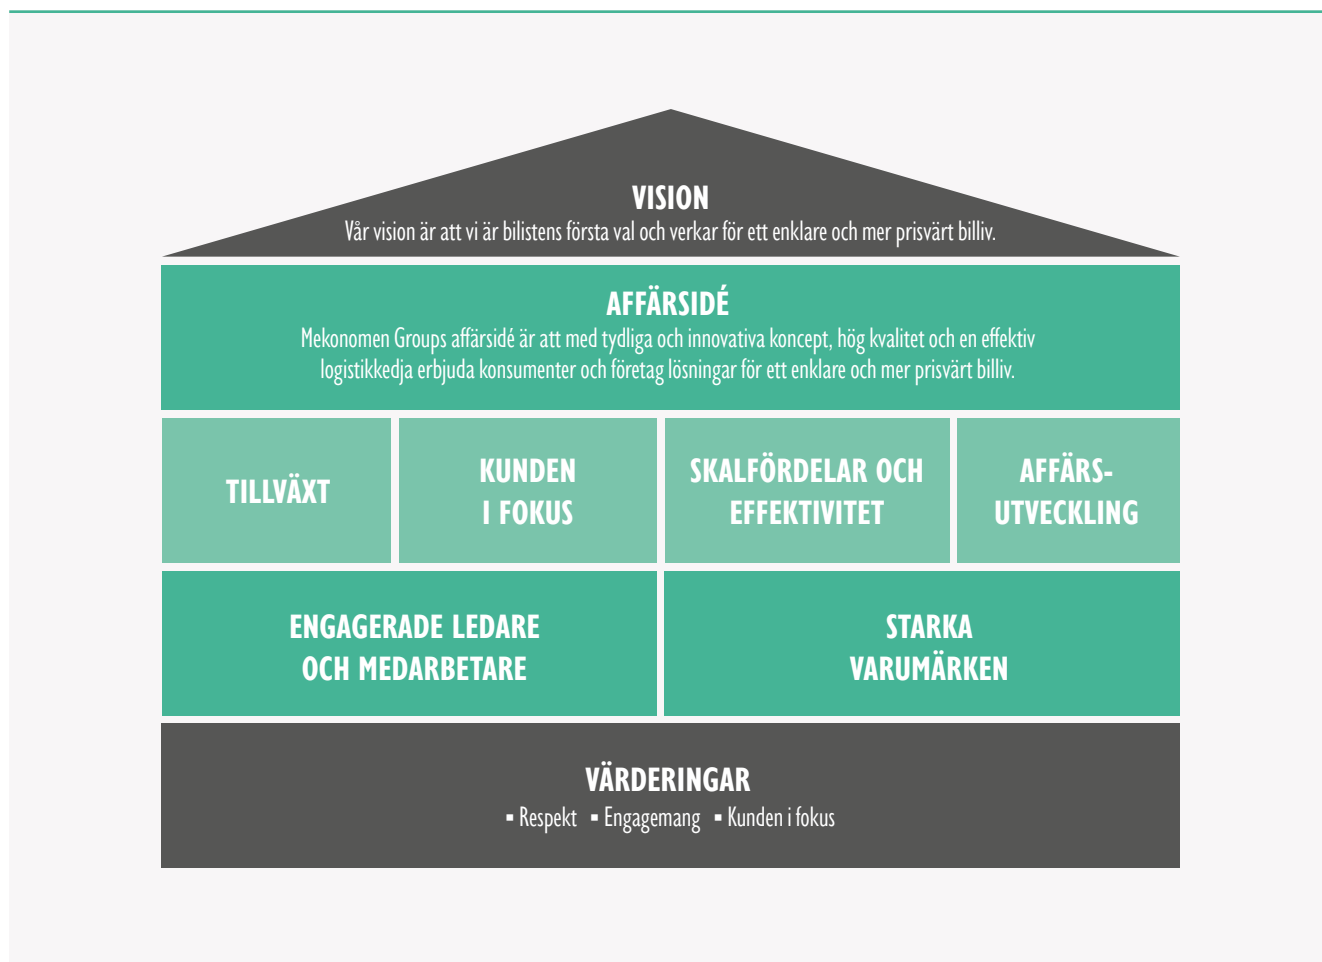 VISION
Vår vision är att vi är bilistens första val och verkar för ett enklare och mer prisvärt billiv.
AFFÄRSIDÉ
Mekonomen Groups affärsidé är att med tydliga och innovativa koncept, hög kvalitet och en effektiv
logistikkedja erbjuda konsumenter och företag lösningar för ett enklare och mer prisvärt billiv.
TILLVÄXT
KUNDEN
I FOKUS
SKALFÖRDELAR OCH
EFFEKTIVITET
AFFÄRS-
UTVECKLING
ENGAGERADE LEDARE
OCH MEDARBETARE
STARKA
VARUMÄRKEN
VÄRDERINGAR
▪ Respekt ▪ Engagemang ▪ Kunden i fokus